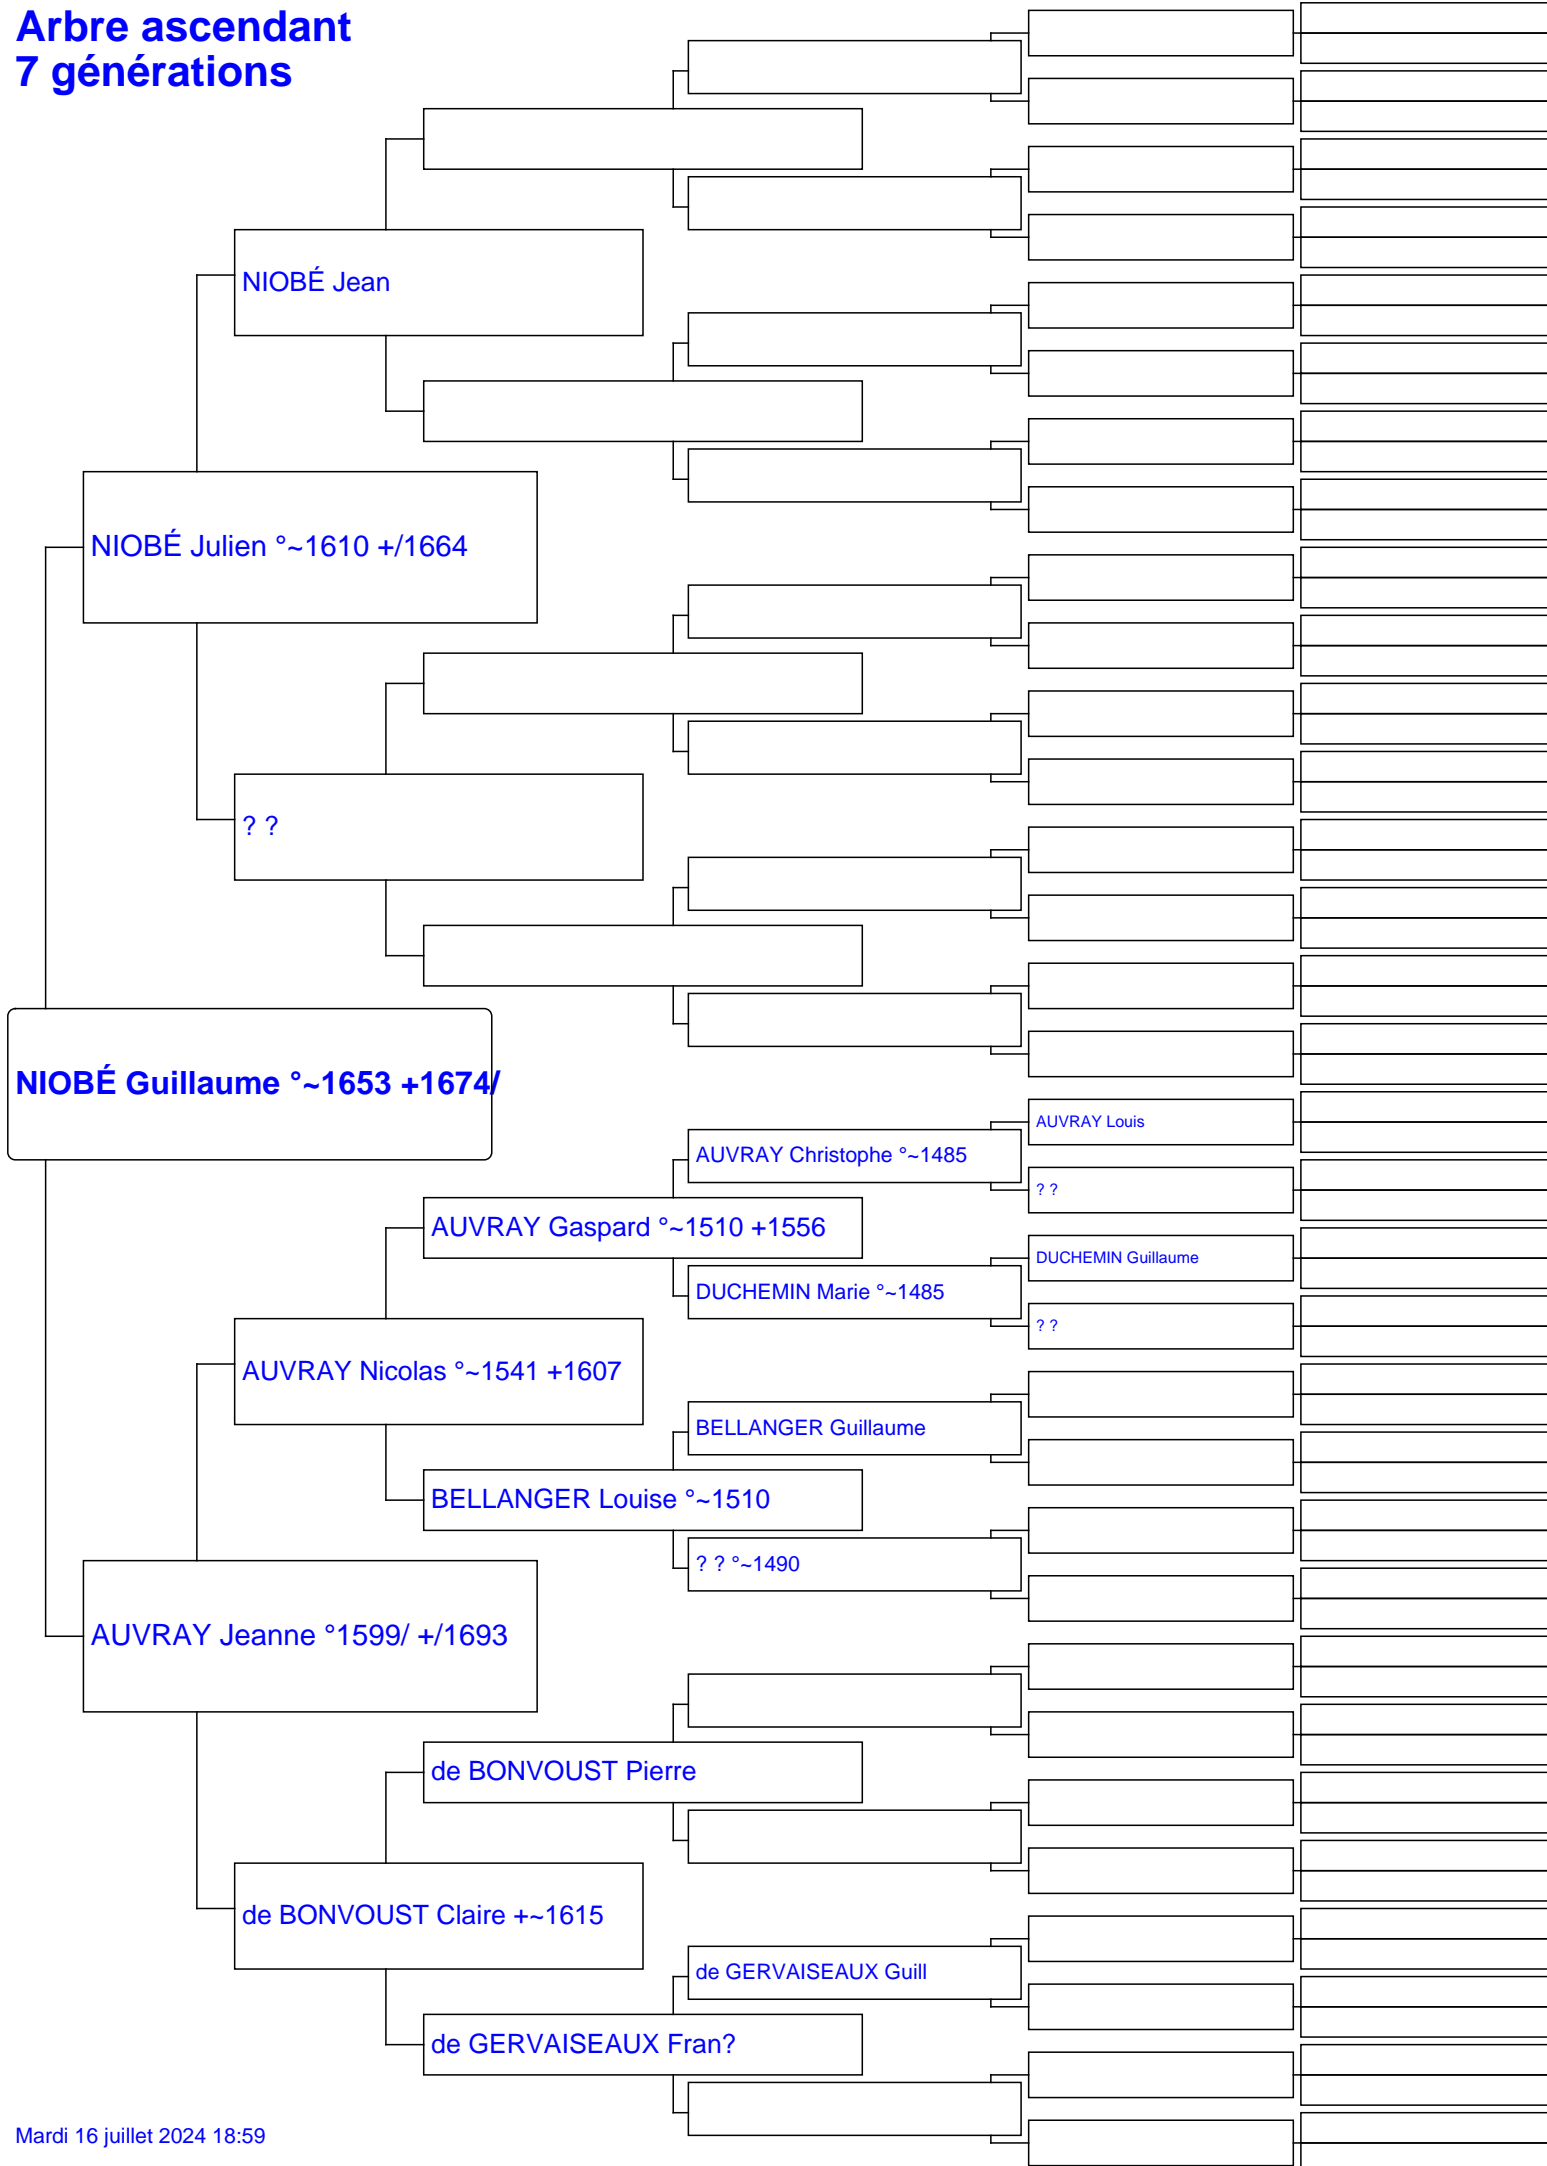 Arbre ascendant
7 générations
NIOBÉ Jean
NIOBÉ Julien °~1610 +/1664
? ?
NIOBÉ Guillaume °~1653 +1674/
AUVRAY Louis
AUVRAY Christophe °~1485
? ?
AUVRAY Gaspard °~1510 +1556
DUCHEMIN Guillaume
DUCHEMIN Marie °~1485
? ?
AUVRAY Nicolas °~1541 +1607
BELLANGER Guillaume
BELLANGER Louise °~1510
? ? °~1490
AUVRAY Jeanne °1599/ +/1693
de BONVOUST Pierre
de BONVOUST Claire +~1615
de GERVAISEAUX Guill
de GERVAISEAUX Fran?
Mardi 16 juillet 2024 18:59